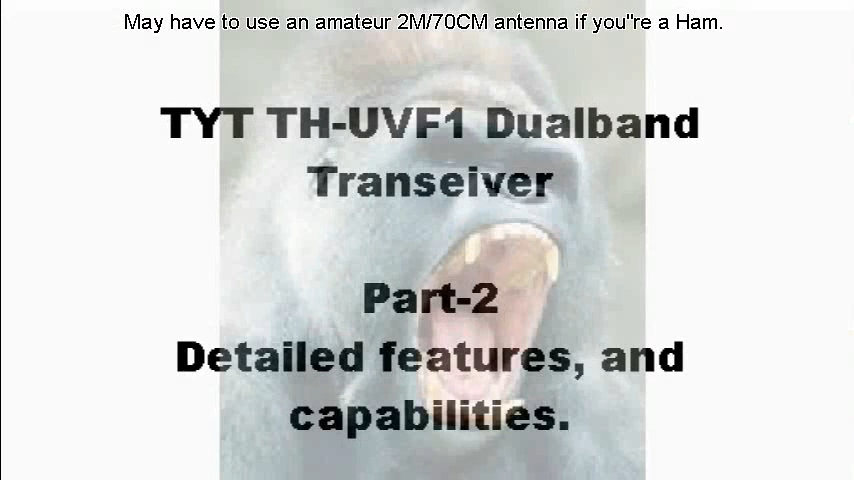 May have to use an amateur 2M/70CM antenna if you"re a Ham.
TYT TH-UVF1 Dualband
Transeiver
Part-2
Detailed features, and
capabilities.